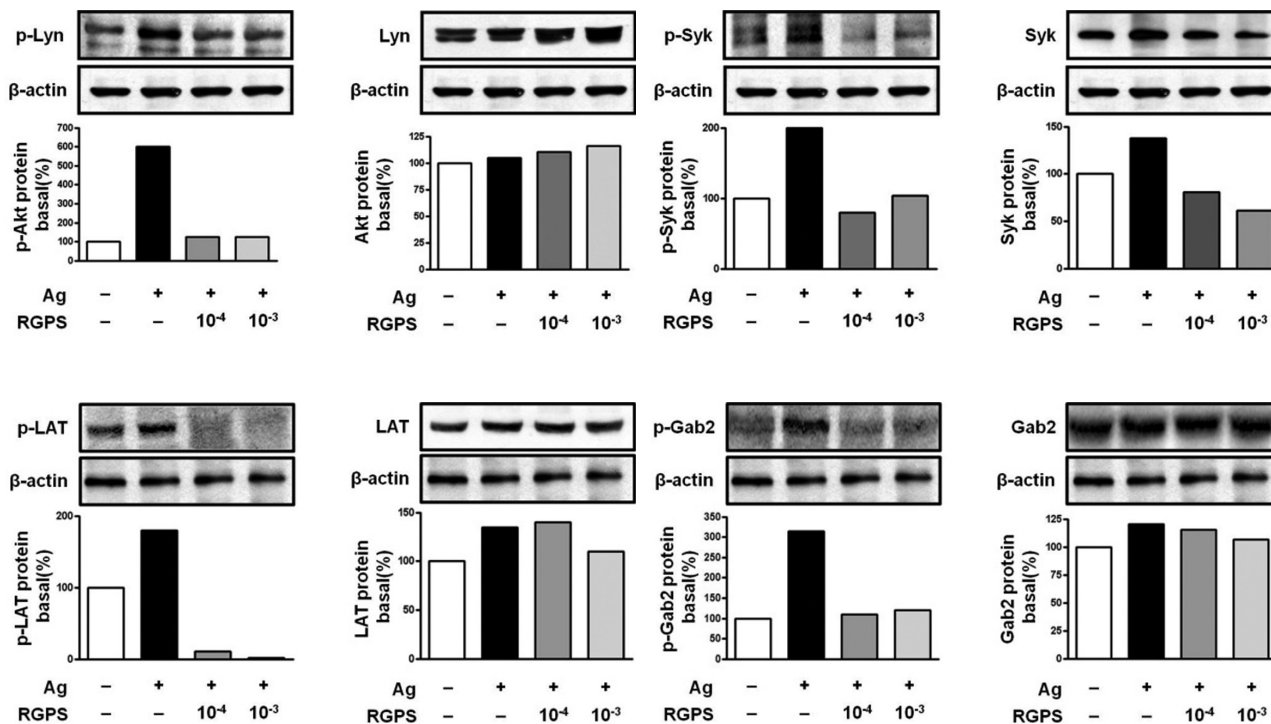 p-Lyn
β-actin
p-Akt protein
basal(%)
700
600
500
400
300
200
100
0
Ag – + + +
RGPS – – 10-4 10-3
Lyn
β-actin
Akt protein
basal(%)
125
100
75
50
25
0
Ag – + + +
RGPS – – 10-4 10-3
p-Syk
β-actin
p-Syk protein
basal(%)
200
100
0
Ag – + + +
RGPS – – 10-4 10-3
Syk
β-actin
Syk protein
basal(%)
150
100
50
0
Ag – + + +
RGPS – – 10-4 10-3
p-LAT
β-actin
p-LAT protein
basal(%)
200
100
0
Ag – + + +
RGPS – – 10-4 10-3
LAT
β-actin
LAT protein
basal(%)
150
100
50
0
Ag – + + +
RGPS – – 10-4 10-3
p-Gab2
β-actin
p-Gab2 protein
basal(%)
350
300
250
200
150
100
50
0
Ag – + + +
RGPS – – 10-4 10-3
Gab2
β-actin
Gab2 protein
basal(%)
125
100
75
50
25
0
Ag – + + +
RGPS – – 10-4 10-3